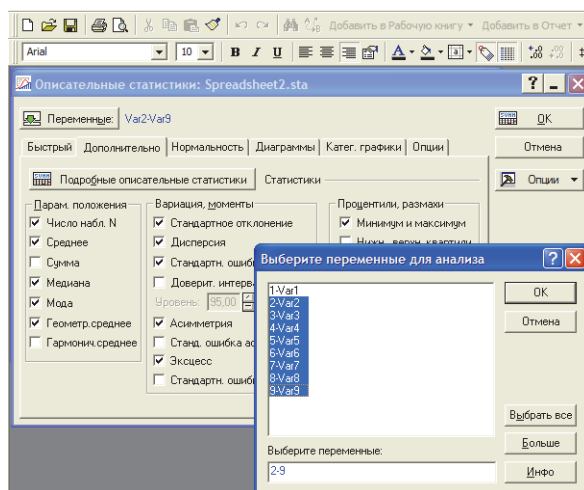 Добавить в Рабочую книгу Добавить в Отчет
Arial 10 B I U
Описательные статистики: Spreadsheet2.sta
Переменные: Var2-Var9
OK
Быстрый Дополнительно Нормальность Диаграммы Катег. графики Опции
Отмена
Подробные описательные статистики Статистики
Опции
Парам. положения Вариация, моменты Процентили, размахи
Число набл. N Стандартное отклонение Минимум и максимум
Среднее Дисперсия Нижн., верхн. квартили
Сумма Стандартн. ошиб
Медиана Доверит. интерва
Мода Уровень: 95,00
Геометр.среднее Асимметрия
Гармонич.среднее Станд. ошибка ас
Эксцесс
Стандартн. ошиб
Выберите переменные для анализа
1-Var1
2-Var2
3-Var3
4-Var4
5-Var5
6-Var6
7-Var7
8-Var8
9-Var9
OK
Отмена
Выбрать все
Больше
Инфо
Выберите переменные:
2-9